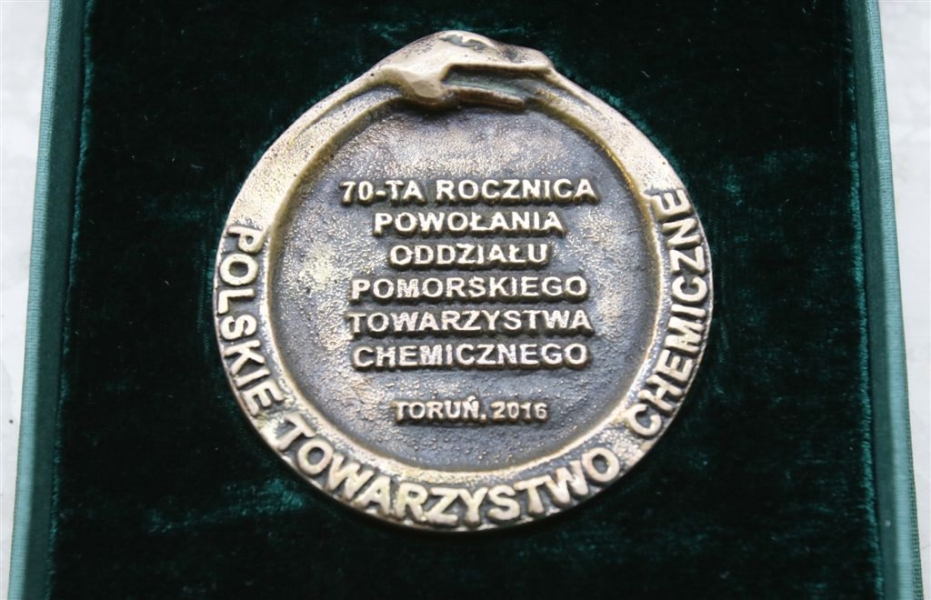 70-TA ROCZNICA
POWOŁANIA
ODDZIAŁU
POMORSKIEGO
TOWARZYSTWA
CHEMICZNEGO
TORUŃ, 2016
POLSKIE TOWARZYSTWO CHEMICZNE